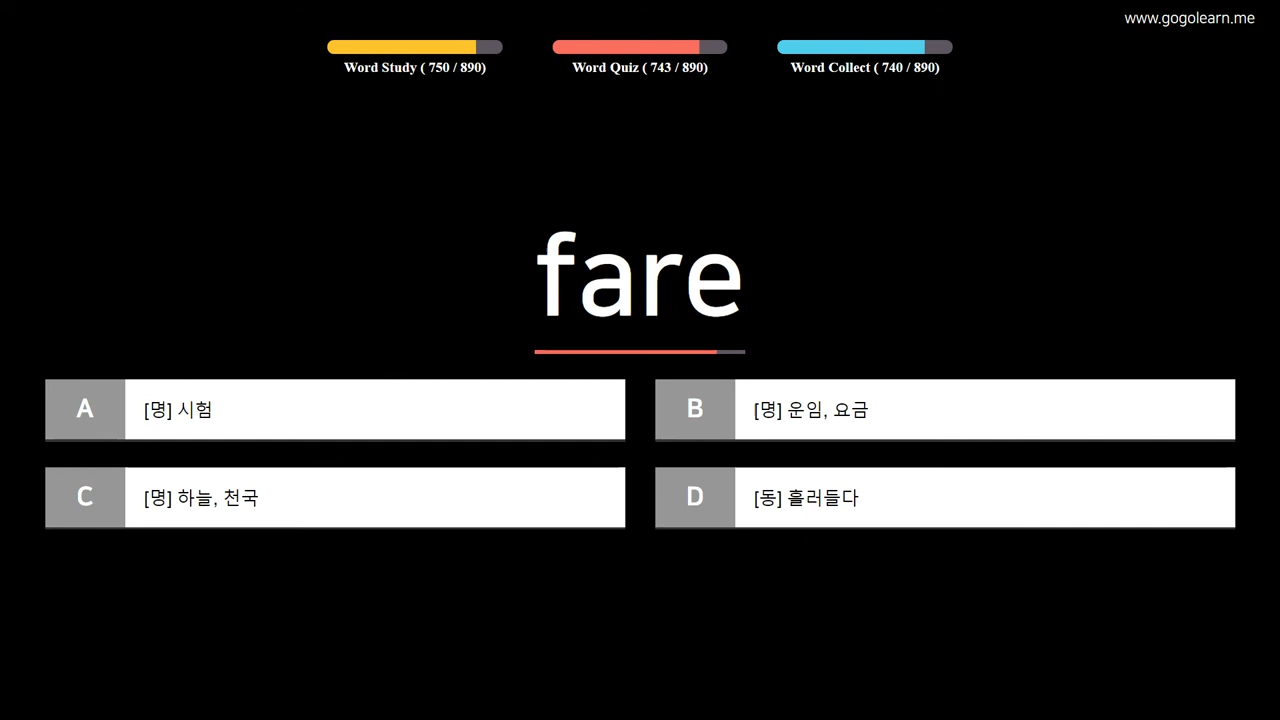 www.gogolearn.me
Word Study ( 750 / 890)
Word Quiz ( 743 / 890)
Word Collect ( 740 / 890)
fare
A [명] 시험
B [명] 운임, 요금
C [명] 하늘, 천국
D [동] 흘러들다